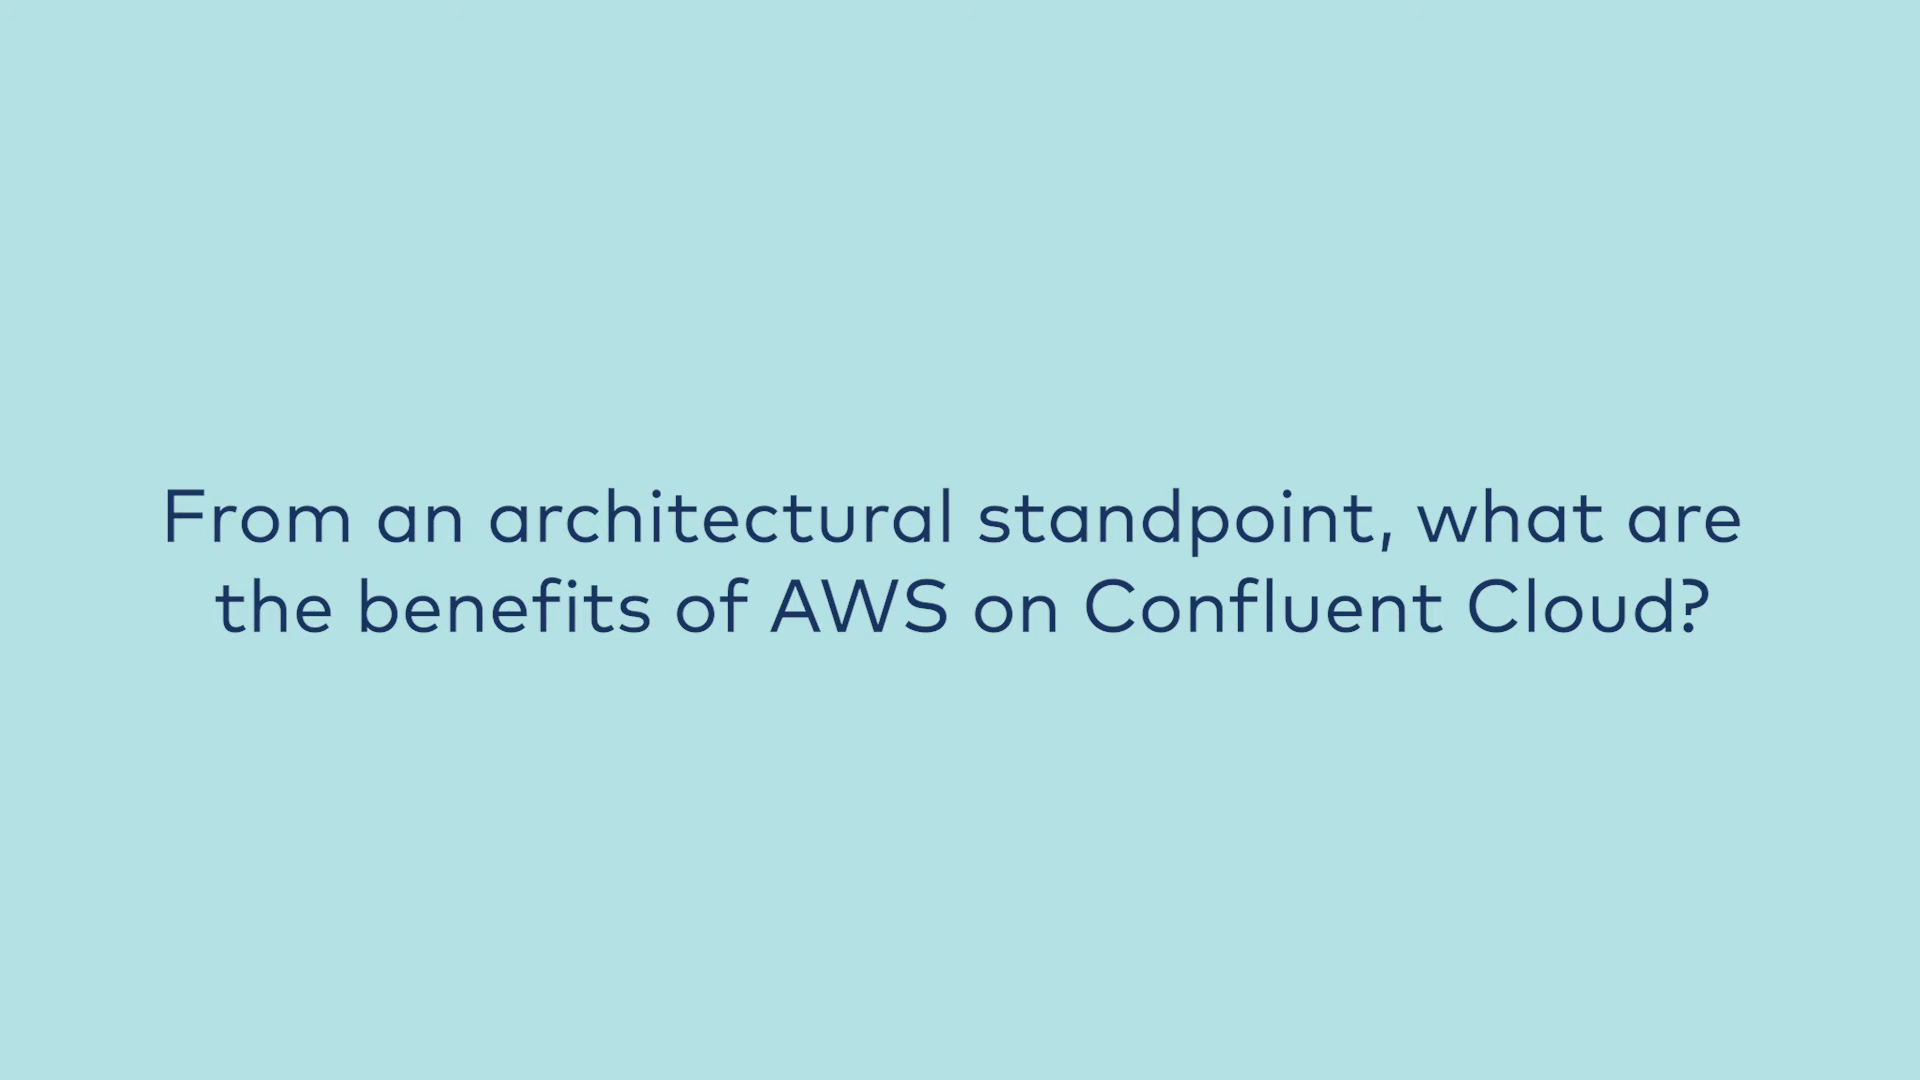 From an architectural standpoint, what are
the benefits of AWS on Confluent Cloud?